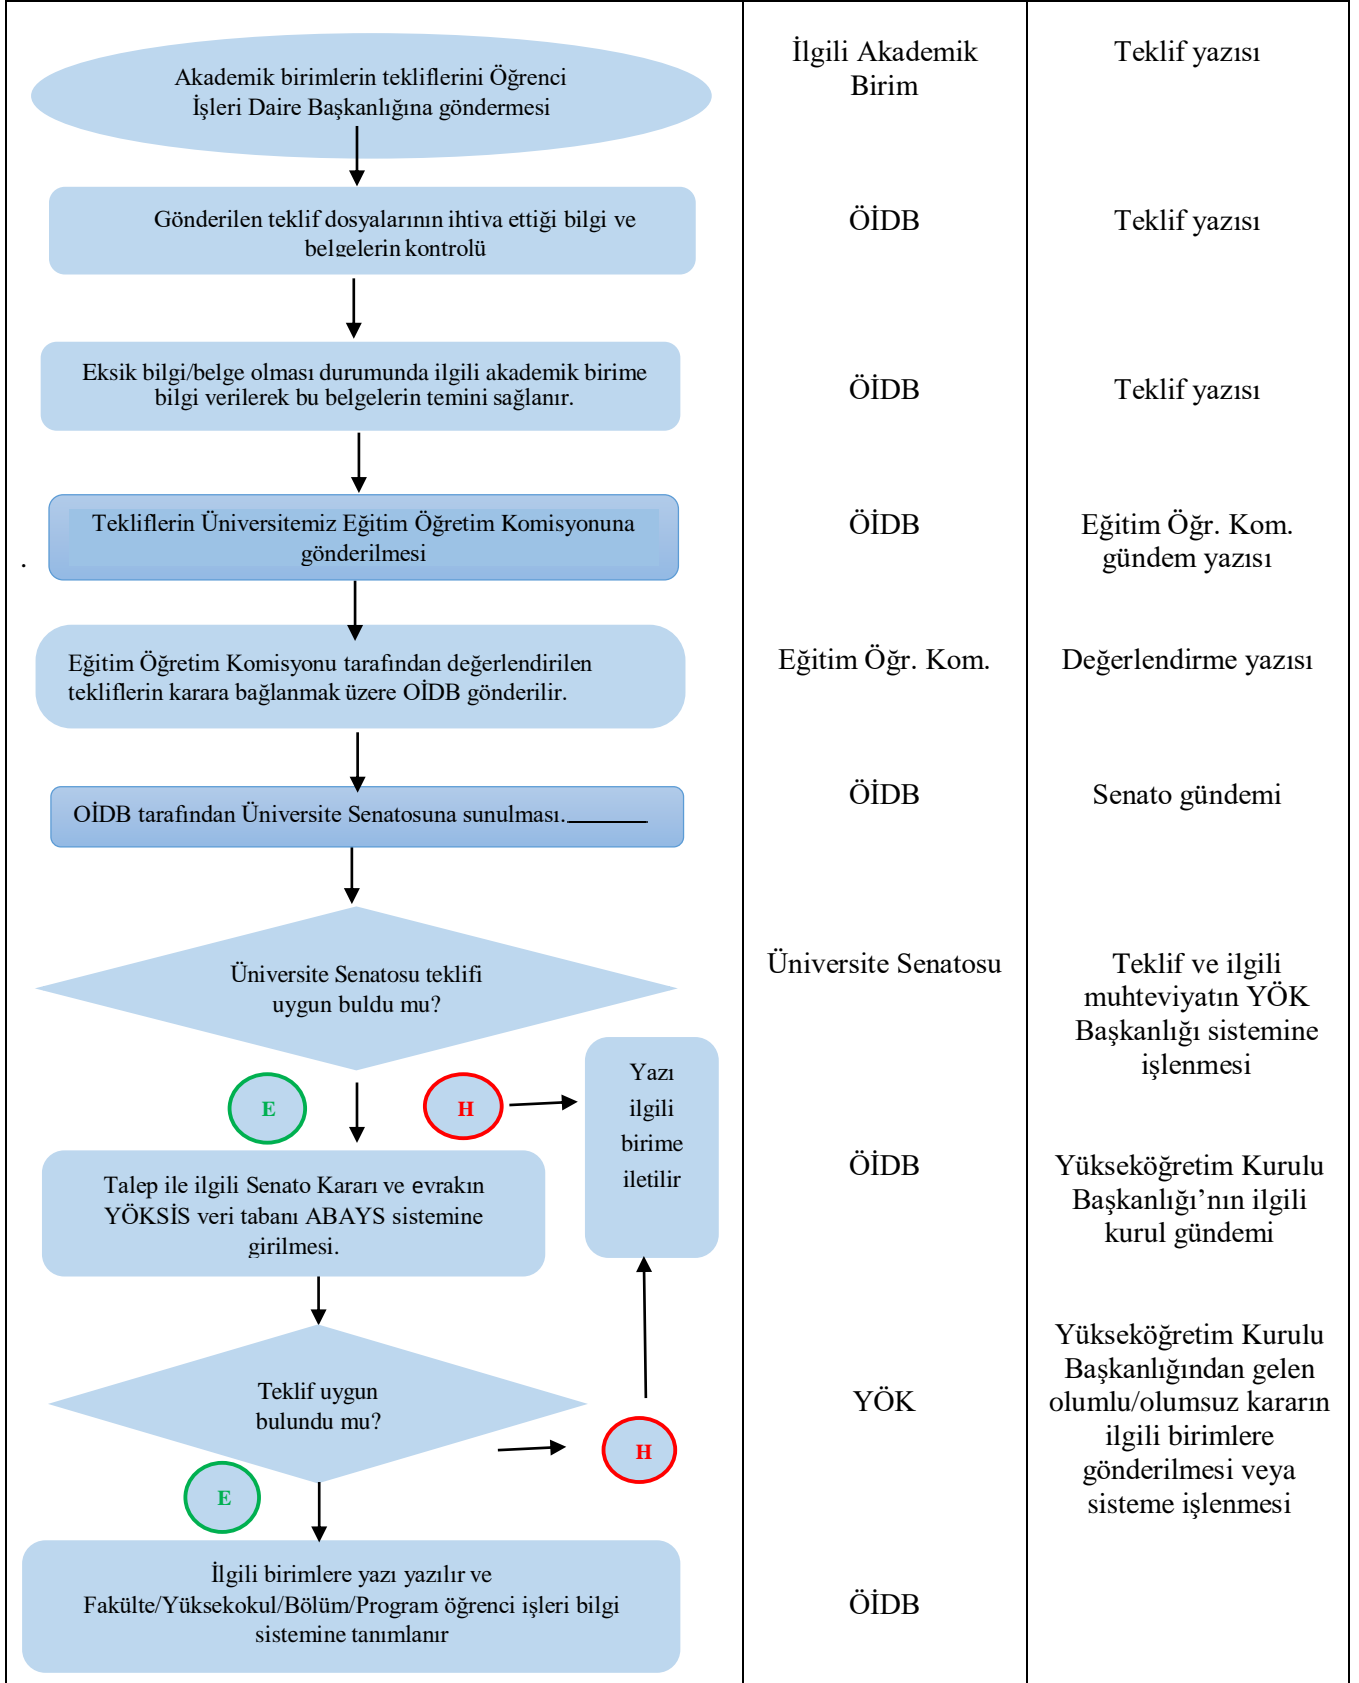 Akademik birimlerin tekliflerini Öğrenci
İşleri Daire Başkanlığına göndermesi
İlgili Akademik
Birim
Teklif yazısı
Gönderilen teklif dosyalarının ihtiva ettiği bilgi ve
belgelerin kontrolü
ÖİDB
Teklif yazısı
Eksik bilgi/belge olması durumunda ilgili akademik birime
bilgi verilerek bu belgelerin temini sağlanır.
ÖİDB
Teklif yazısı
Tekliflerin Üniversitemiz Eğitim Öğretim Komisyonuna
gönderilmesi
.
ÖİDB
Eğitim Öğr. Kom.
gündem yazısı
Eğitim Öğretim Komisyonu tarafından değerlendirilen
tekliflerin karara bağlanmak üzere OİDB gönderilir.
Eğitim Öğr. Kom.
Değerlendirme yazısı
OİDB tarafından Üniversite Senatosuna sunulması.
ÖİDB
Senato gündemi
Üniversite Senatosu teklifi
uygun buldu mu?
Üniversite Senatosu
Teklif ve ilgili
muhteviyatın YÖK
Başkanlığı sistemine
işlenmesi
E
H
Yazı
ilgili
birime
iletilir
Talep ile ilgili Senato Kararı ve evrakın
YÖKSİS veri tabanı ABAYS sistemine
girilmesi.
ÖİDB
Yükseköğretim Kurulu
Başkanlığı’nın ilgili
kurul gündemi
Teklif uygun
bulundu mu?
H
E
YÖK
Yükseköğretim Kurulu
Başkanlığından gelen
olumlu/olumsuz kararın
ilgili birimlere
gönderilmesi veya
sisteme işlenmesi
İlgili birimlere yazı yazılır ve
Fakülte/Yüksekokul/Bölüm/Program öğrenci işleri bilgi
sistemine tanımlanır
ÖİDB